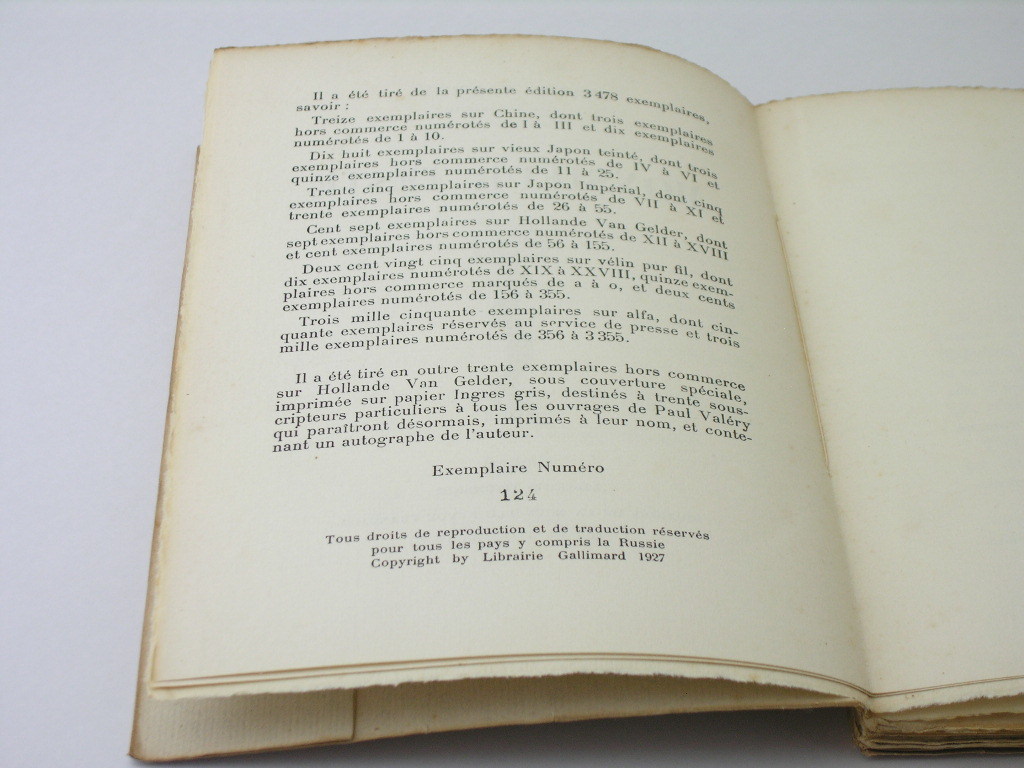 Il a été tiré de la présente édition 3 478 exemplaires,
savoir :
Treize exemplaires sur Chine, dont trois exemplaires
hors commerce numérotés de I à III et dix exemplaires
numérotés de 1 à 10.
Dix huit exemplaires sur vieux Japon teinté, dont trois
exemplaires hors commerce numérotés de IV à VI et
quinze exemplaires numérotés de 11 à 25.
Trente cinq exemplaires sur Japon Impérial, dont cinq
exemplaires hors commerce numérotés de VII à XI et
trente exemplaires numérotés de 26 à 55.
Cent sept exemplaires sur Hollande Van Gelder, dont
sept exemplaires hors commerce numérotés de XII à XVIII
et cent exemplaires numérotés de 56 à 155.
Deux cent vingt cinq exemplaires sur vélin pur fil, dont
dix exemplaires numérotés de XIX à XXVIII, quinze exem-
plaires hors commerce marqués de a à o, et deux cents
exemplaires numérotés de 156 à 355.
Trois mille cinquante exemplaires sur alfa, dont cin-
quante exemplaires réservés au service de presse et trois
mille exemplaires numérotés de 356 à 3 355.
Il a été tiré en outre trente exemplaires hors commerce
sur Hollande Van Gelder, sous couverture spéciale,
imprimée sur papier Ingres gris, destinés à trente sous-
cripteurs particuliers à tous les ouvrages de Paul Valéry
qui paraîtront désormais, imprimés à leur nom, et conte-
nant un autographe de l'auteur.
Exemplaire Numéro
124
Tous droits de reproduction et de traduction réservés
pour tous les pays y compris la Russie
Copyright by Librairie Gallimard 1927